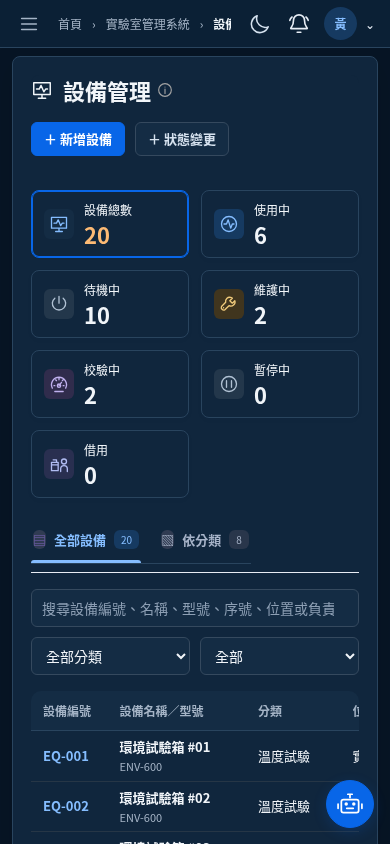 首頁 › 實驗室管理系統 › 設備
黃
設備管理
＋ 新增設備
＋ 狀態變更
設備總數
20
使用中
6
待機中
10
維護中
2
校驗中
2
暫停中
0
借用
0
全部設備 20 依分類 8
搜尋設備編號、名稱、型號、序號、位置或負責
全部分類 全部
設備編號 設備名稱／型號 分類
EQ-001 環境試驗箱 #01 溫度試驗
ENV-600
EQ-002 環境試驗箱 #02 溫度試驗
ENV-600